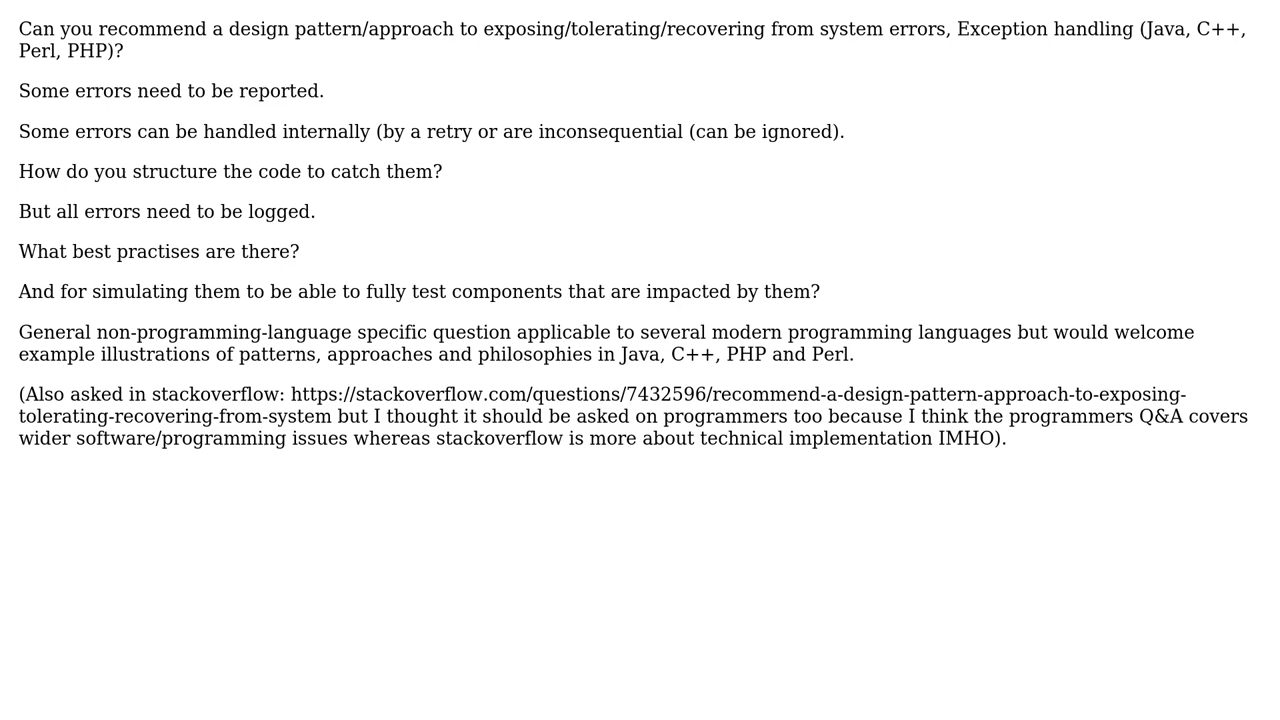 Can you recommend a design pattern/approach to exposing/tolerating/recovering from system errors, Exception handling (Java, C++,
Perl, PHP)?
Some errors need to be reported.
Some errors can be handled internally (by a retry or are inconsequential (can be ignored).
How do you structure the code to catch them?
But all errors need to be logged.
What best practises are there?
And for simulating them to be able to fully test components that are impacted by them?
General non-programming-language specific question applicable to several modern programming languages but would welcome
example illustrations of patterns, approaches and philosophies in Java, C++, PHP and Perl.
(Also asked in stackoverflow: https://stackoverflow.com/questions/7432596/recommend-a-design-pattern-approach-to-exposing-
tolerating-recovering-from-system but I thought it should be asked on programmers too because I think the programmers Q&A covers
wider software/programming issues whereas stackoverflow is more about technical implementation IMHO).